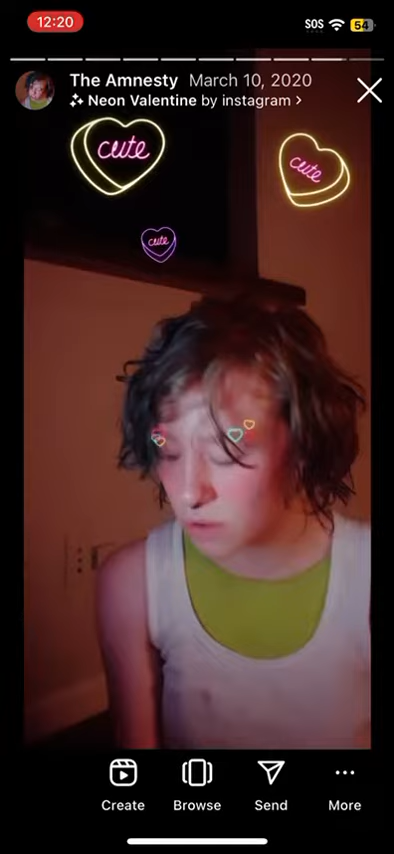 12:20
SOS
54
The Amnesty March 10, 2020
Neon Valentine by instagram >
cute
cute
cute
Create Browse Send More